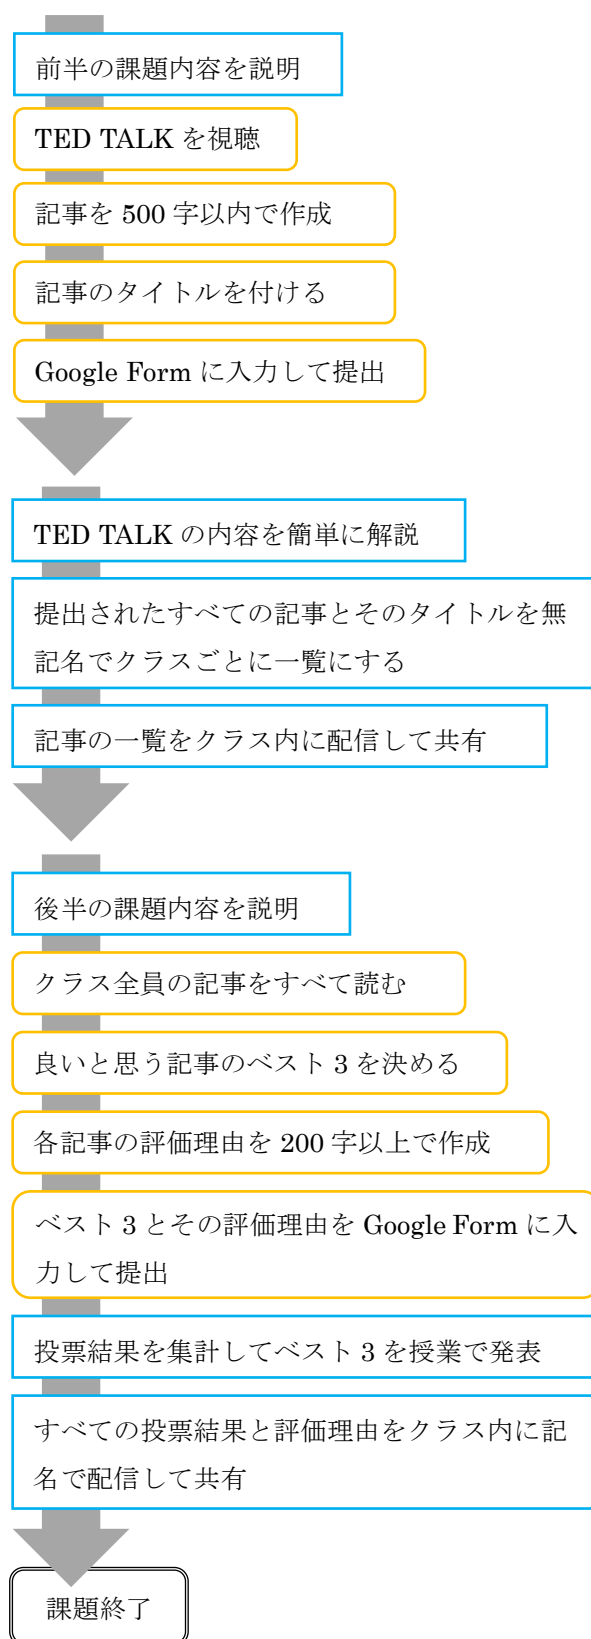 前半の課題内容を説明
TED TALK を視聴
記事を 500 字以内で作成
記事のタイトルを付ける
Google Form に入力して提出
TED TALK の内容を簡単に解説
提出されたすべての記事とそのタイトルを無
記名でクラスごとに一覧にする
記事の一覧をクラス内に配信して共有
後半の課題内容を説明
クラス全員の記事をすべて読む
良いと思う記事のベスト 3 を決める
各記事の評価理由を 200 字以上で作成
ベスト 3 とその評価理由を Google Form に入
力して提出
投票結果を集計してベスト 3 を授業で発表
すべての投票結果と評価理由をクラス内に記
名で配信して共有
課題終了